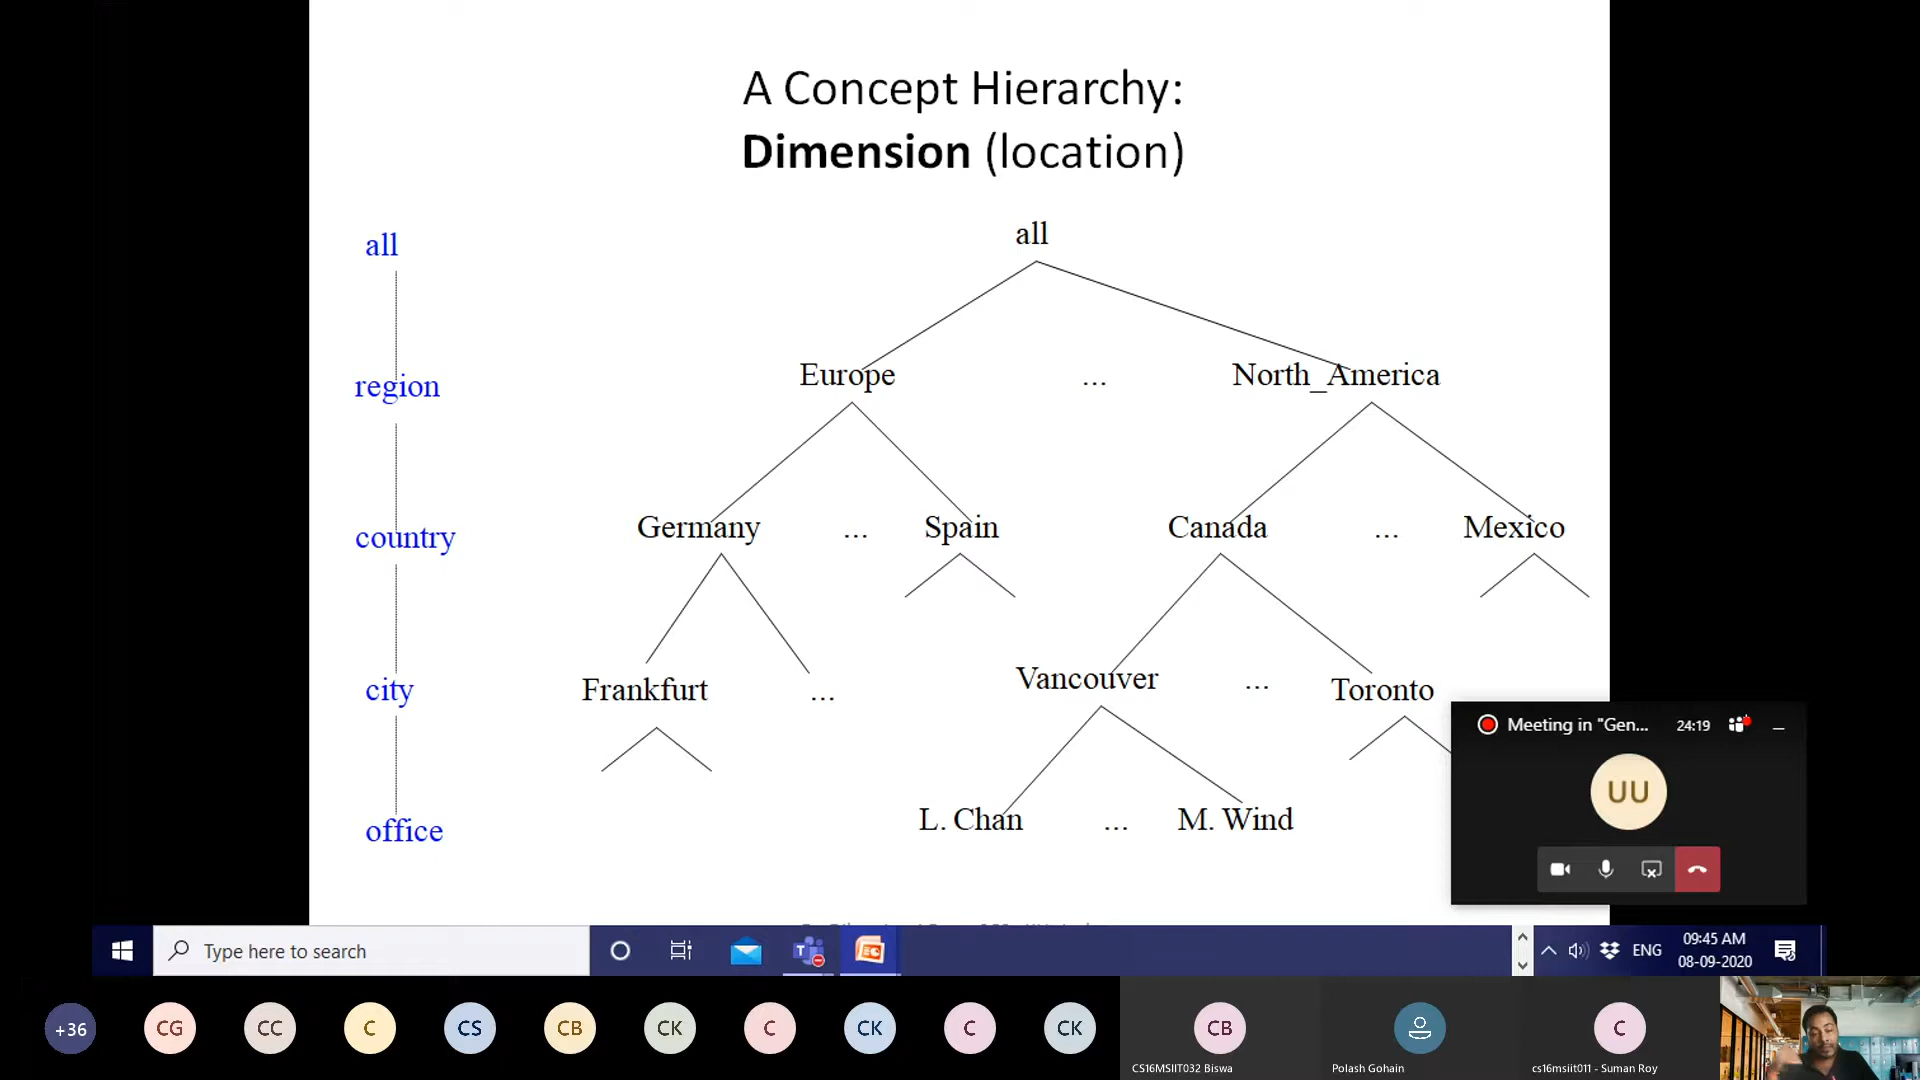 A Concept Hierarchy:
Dimension (location)
all
all
region
Europe
...
North_America
country
Germany
...
Spain
Canada
...
Mexico
city
Frankfurt
...
Vancouver
...
Toronto
office
L. Chan
...
M. Wind
Meeting in "Gen...
24:19
UU
Type here to search
ENG
09:45 AM
08-09-2020
+36
CG
CC
C
CS
CB
CK
C
CK
C
CK
CB
C
CS16MSIIT032 Biswa
Polash Gohain
cs16msiit011 - Suman Roy